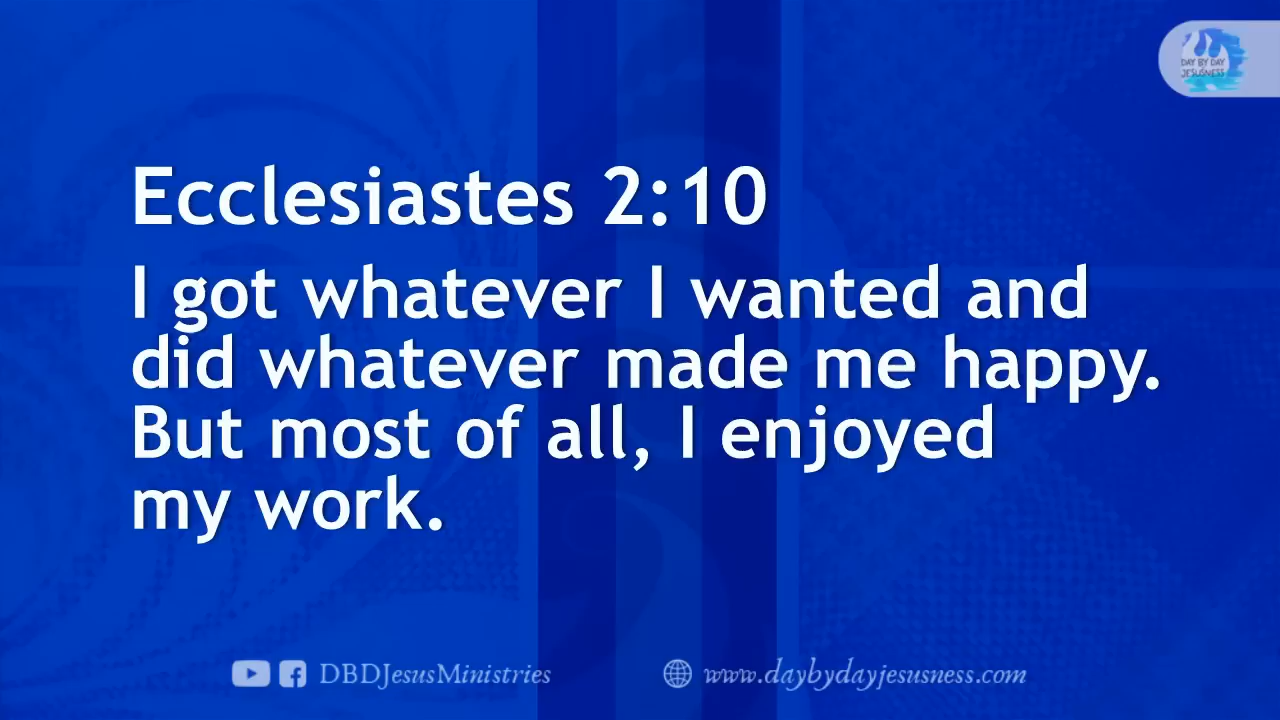 DAY BY DAY
JESUSNESS
Ecclesiastes 2:10
I got whatever I wanted and
did whatever made me happy.
But most of all, I enjoyed
my work.
DBDJesusMinistries
www.daybydayjesusness.com